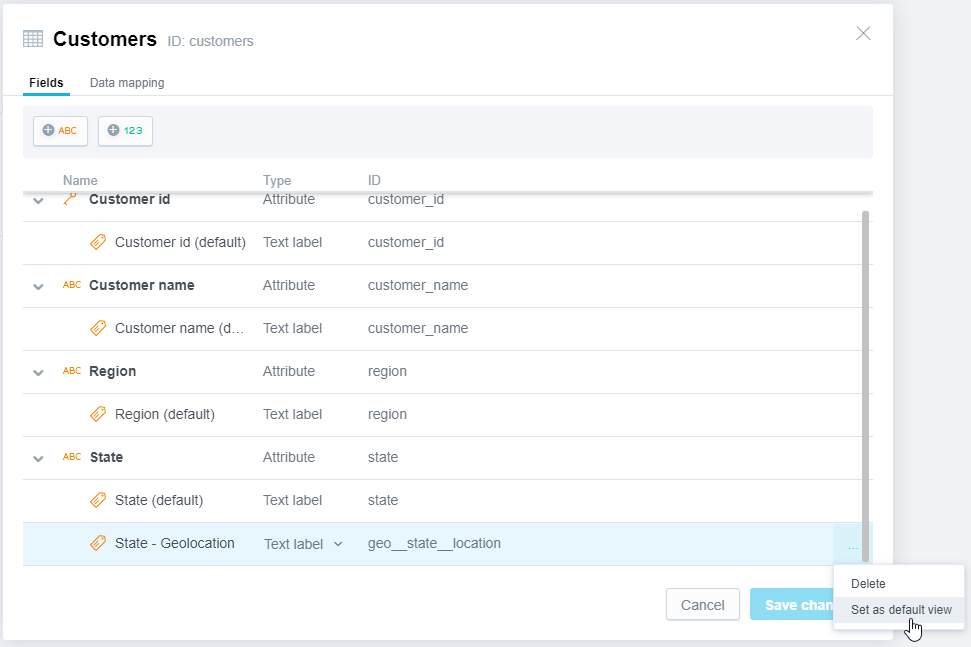 Customers ID: customers
Fields Data mapping
ABC 123
Name Type ID
Customer id Attribute customer_id
Customer id (default) Text label customer_id
ABC Customer name Attribute customer_name
Customer name (d... Text label customer_name
ABC Region Attribute region
Region (default) Text label region
ABC State Attribute state
State (default) Text label state
State - Geolocation Text label geo__state__location ...
Delete
Cancel Save chan
Set as default view